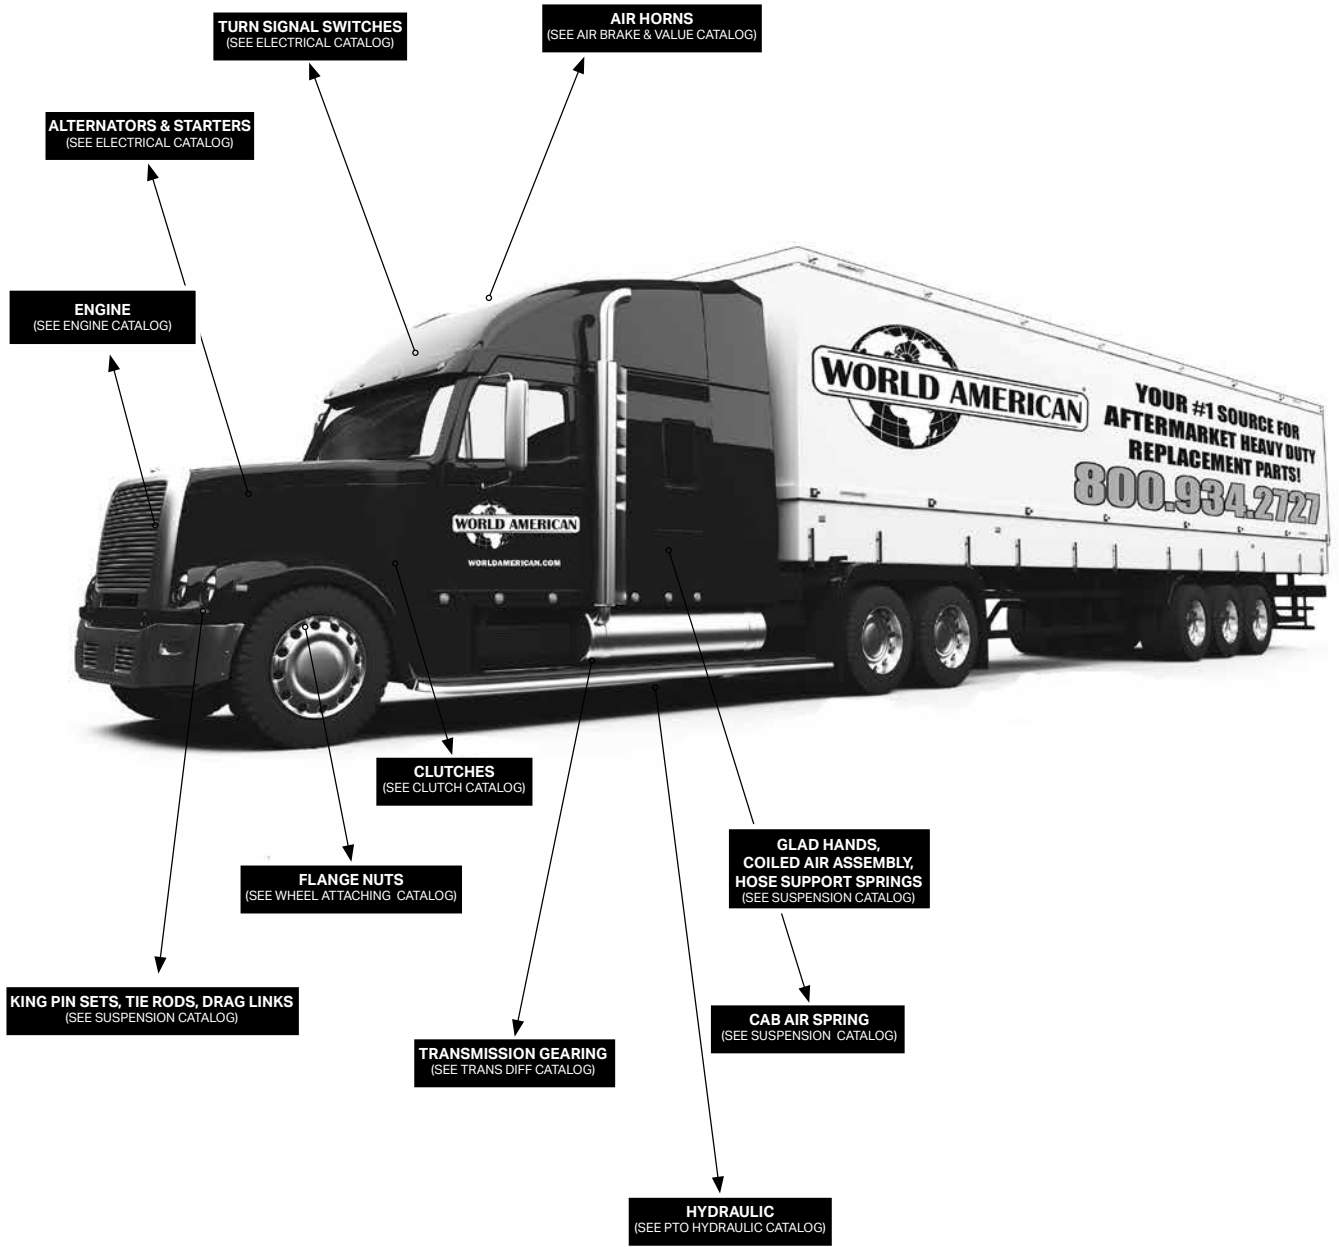 TURN SIGNAL SWITCHES
(SEE ELECTRICAL CATALOG)
AIR HORNS
(SEE AIR BRAKE & VALUE CATALOG)
ALTERNATORS & STARTERS
(SEE ELECTRICAL CATALOG)
ENGINE
(SEE ENGINE CATALOG)
WORLD AMERICAN
YOUR #1 SOURCE FOR
AFTERMARKET HEAVY DUTY
REPLACEMENT PARTS!
800.934.2727
WORLD AMERICAN
WORLDAMERICAN.COM
CLUTCHES
(SEE CLUTCH CATALOG)
GLAD HANDS,
COILED AIR ASSEMBLY,
HOSE SUPPORT SPRINGS
(SEE SUSPENSION CATALOG)
FLANGE NUTS
(SEE WHEEL ATTACHING  CATALOG)
KING PIN SETS, TIE RODS, DRAG LINKS
(SEE SUSPENSION CATALOG)
CAB AIR SPRING
(SEE SUSPENSION  CATALOG)
TRANSMISSION GEARING
(SEE TRANS DIFF CATALOG)
HYDRAULIC
(SEE PTO HYDRAULIC CATALOG)